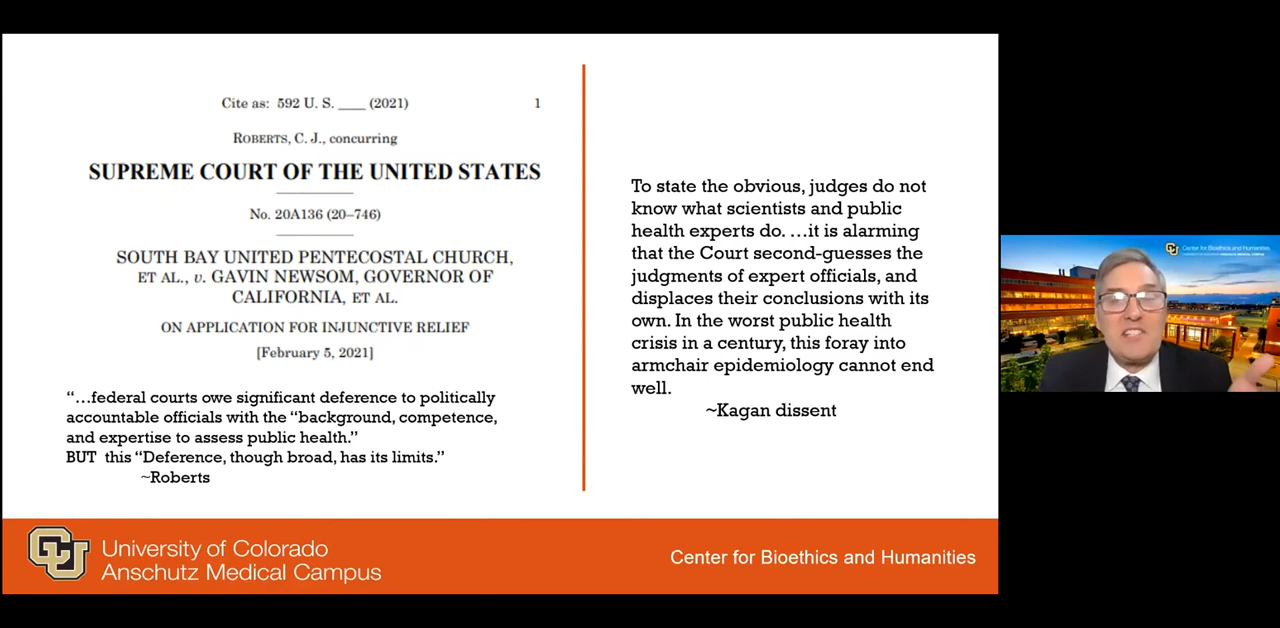 Cite as: 592 U. S. ____ (2021) 1
ROBERTS, C. J., concurring
SUPREME COURT OF THE UNITED STATES
No. 20A136 (20–746)
SOUTH BAY UNITED PENTECOSTAL CHURCH,
ET AL., v. GAVIN NEWSOM, GOVERNOR OF
CALIFORNIA, ET AL.
ON APPLICATION FOR INJUNCTIVE RELIEF
[February 5, 2021]
“…federal courts owe significant deference to politically
accountable officials with the “background, competence,
and expertise to assess public health.”
BUT this “Deference, though broad, has its limits.”
~Roberts
To state the obvious, judges do not
know what scientists and public
health experts do. …it is alarming
that the Court second-guesses the
judgments of expert officials, and
displaces their conclusions with its
own. In the worst public health
crisis in a century, this foray into
armchair epidemiology cannot end
well.
~Kagan dissent
CU
University of Colorado
Anschutz Medical Campus
Center for Bioethics and Humanities
Center for Bioethics and Humanities